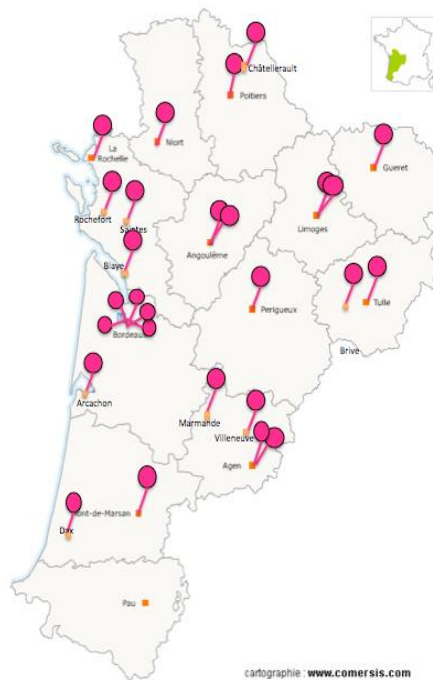 Châtellerault
Poitiers
La
Rochelle
Niort
Gueret
Rochefort
Saintes
Limoges
Angoulême
Blaye
Perigueux
Tulle
Bordeaux
Brive
Arcachon
Marmande
Villeneuve
Agen
Mont-de-Marsan
Dax
Pau
cartographie : www.comersis.com